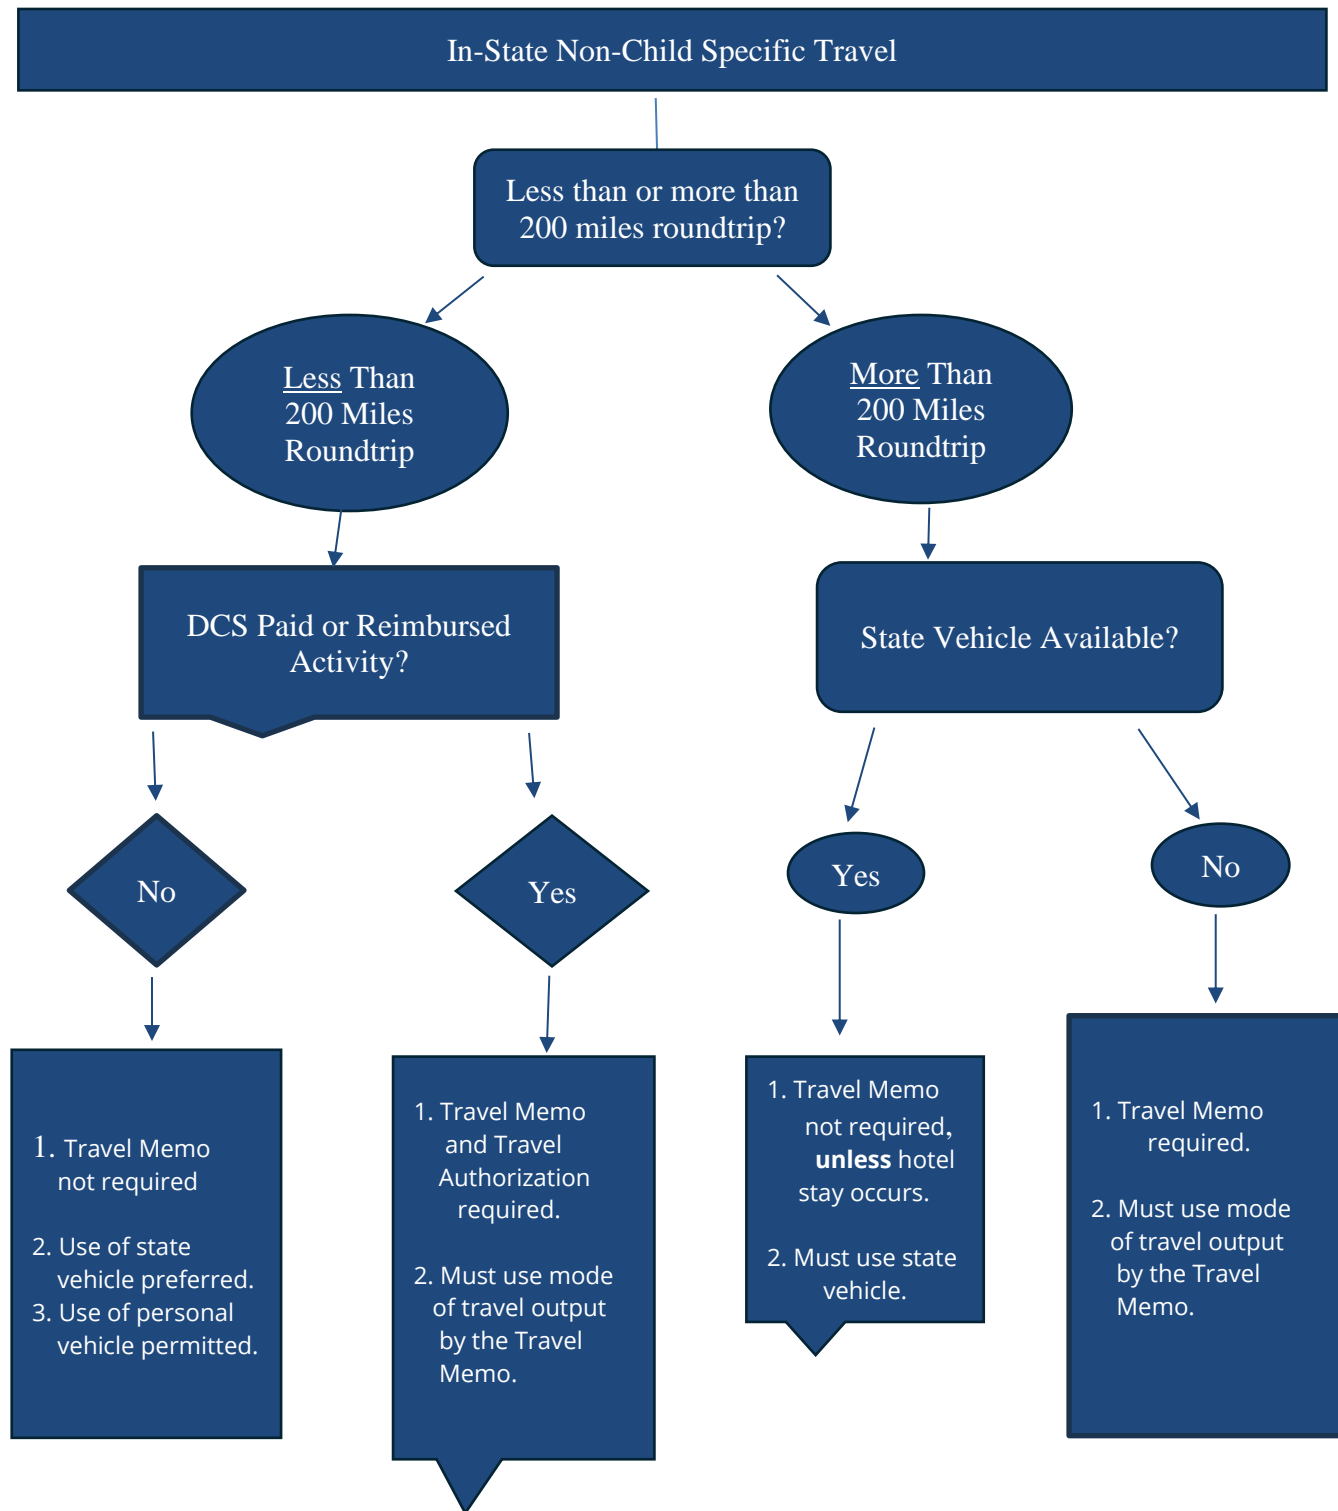 In-State Non-Child Specific Travel
Less than or more than
200 miles roundtrip?
Less Than
200 Miles
Roundtrip
More Than
200 Miles
Roundtrip
DCS Paid or Reimbursed
Activity?
State Vehicle Available?
No
Yes
Yes
No
1. Travel Memo
not required
2. Use of state
vehicle preferred.
3. Use of personal
vehicle permitted.
1. Travel Memo
and Travel
Authorization
required.
2. Must use mode
of travel output
by the Travel
Memo.
1. Travel Memo
not required,
unless hotel
stay occurs.
2. Must use state
vehicle.
1. Travel Memo
required.
2. Must use mode
of travel output
by the Travel
Memo.